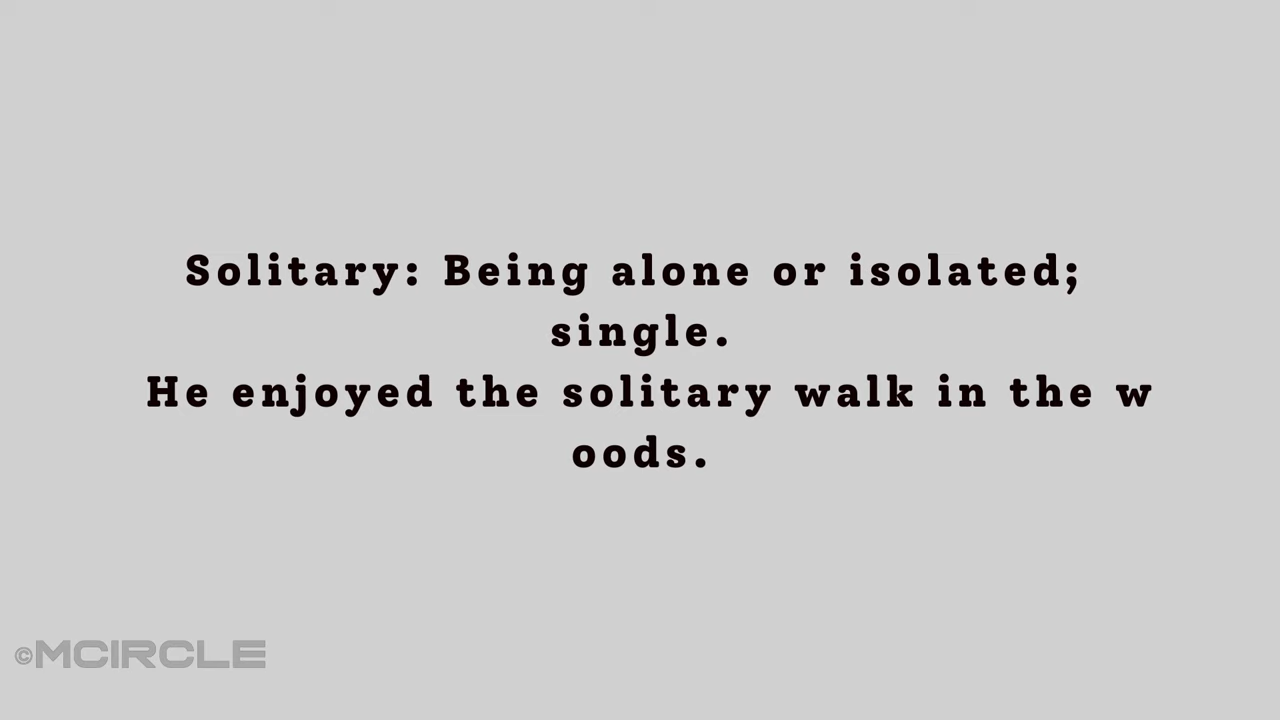 Solitary: Being alone or isolated;
single.
He enjoyed the solitary walk in the w
oods.
©MCIRCLE